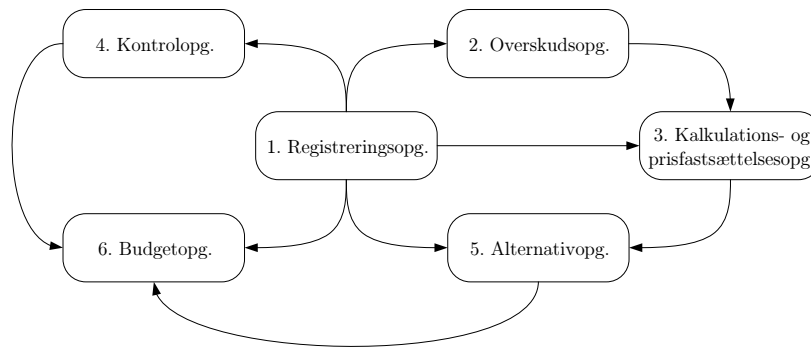 4. Kontrolopg.
2. Overskudsopg.
1. Registreringsopg.
3. Kalkulations- og
prisfastsættelsesopg.
6. Budgetopg.
5. Alternativopg.